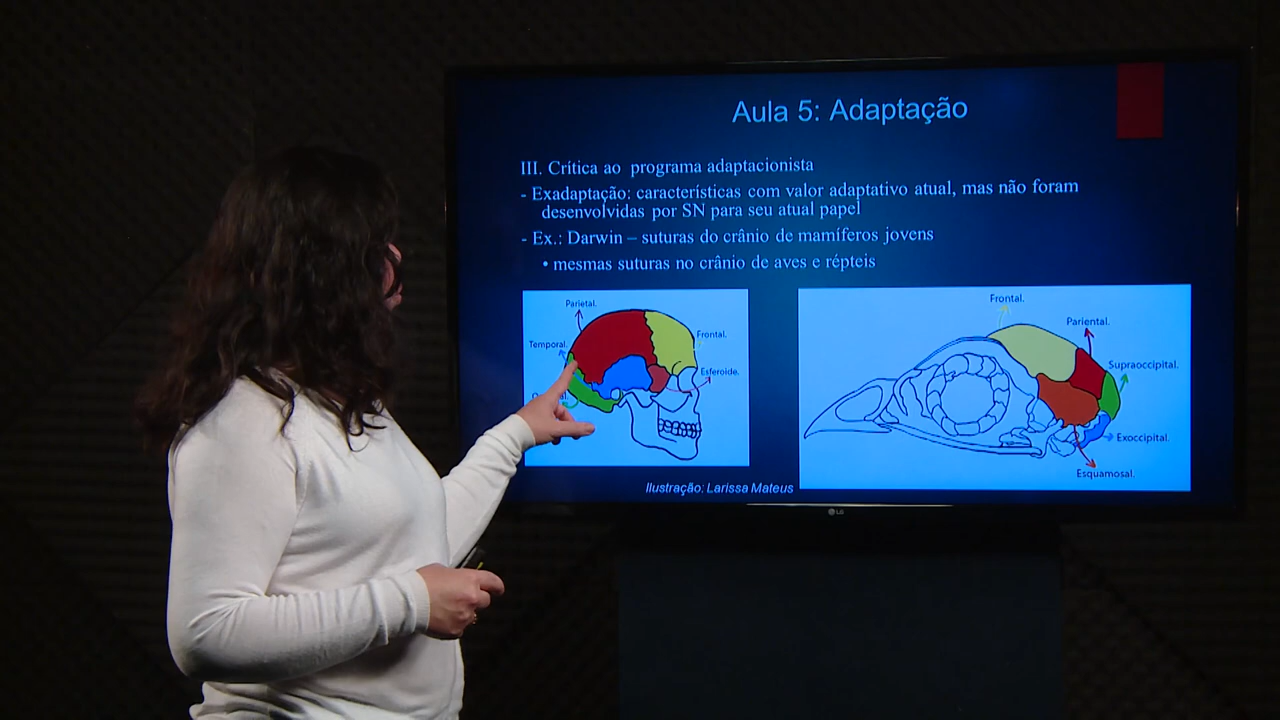 Aula 5: Adaptação
III. Crítica ao programa adaptacionista
- Exadaptação: características com valor adaptativo atual, mas não foram
desenvolvidas por SN para seu atual papel
- Ex.: Darwin – suturas do crânio de mamíferos jovens
• mesmas suturas no crânio de aves e répteis
Parietal.
Temporal.
Frontal.
Esferoide.
Frontal.
Pariental.
Supraoccipital.
Exoccipital.
Esquamosal.
Ilustração: Larissa Mateus
LG